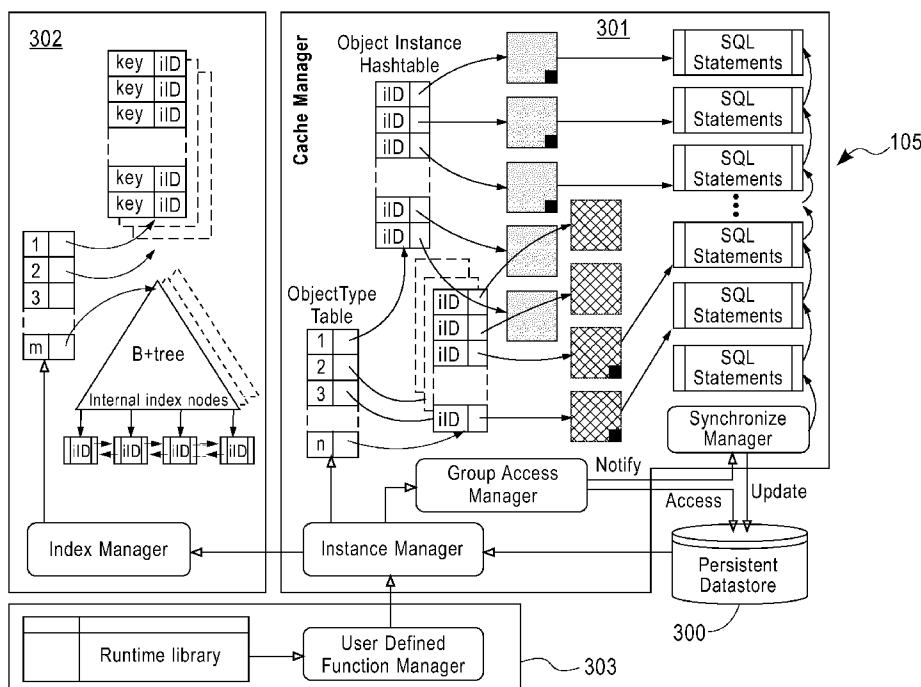 302
key iID
key iID
key iID
key iID
key iID
1
2
3
m
B+tree
Internal index nodes
iID iID iID iID
Index Manager
Cache Manager
301
Object Instance
Hashtable
iID
iID
iID
iID
iID
ObjectType
Table
1
2
3
n
iID
iID
iID
iID
SQL
Statements
SQL
Statements
SQL
Statements
SQL
Statements
SQL
Statements
SQL
Statements
105
Synchronize
Manager
Group Access
Manager
Notify
Access
Update
Instance Manager
Persistent
Datastore
300
Runtime library
User Defined
Function Manager
303